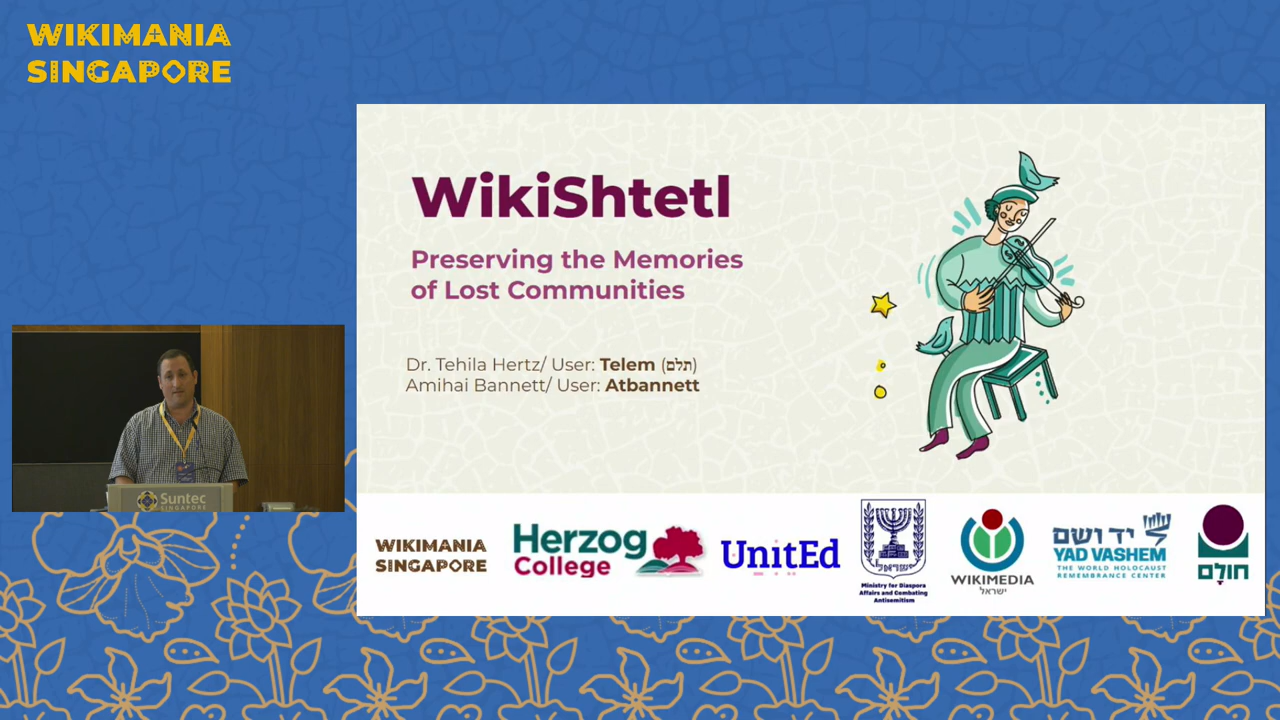 WIKIMANIA
SINGAPORE
WikiShtetl
Preserving the Memories
of Lost Communities
Dr. Tehila Hertz/ User: Telem (תלם)
Amihai Bannett/ User: Atbannett
Suntec
SINGAPORE
WIKIMANIA
SINGAPORE
Herzog
College
UnitEd
ישראל
Ministry for Diaspora
Affairs and Combating
Antisemitism
WIKIMEDIA
ישראל
יד ושם
YAD VASHEM
THE WORLD HOLOCAUST
REMEMBRANCE CENTER
חולָם